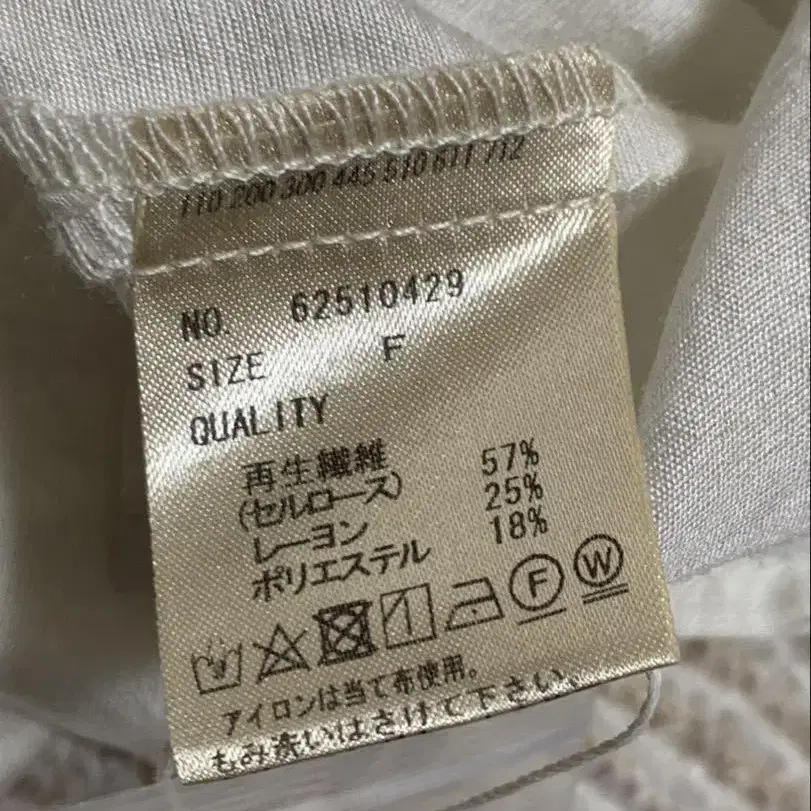 110 200 300 445 510 611 712
NO. 62510429
SIZE F
QUALITY
再生繊維 57%
(セルロース)
レーヨン 25%
ポリエステル 18%
F W
アイロンは当て布使用。
もみ洗いはさけて下さい。